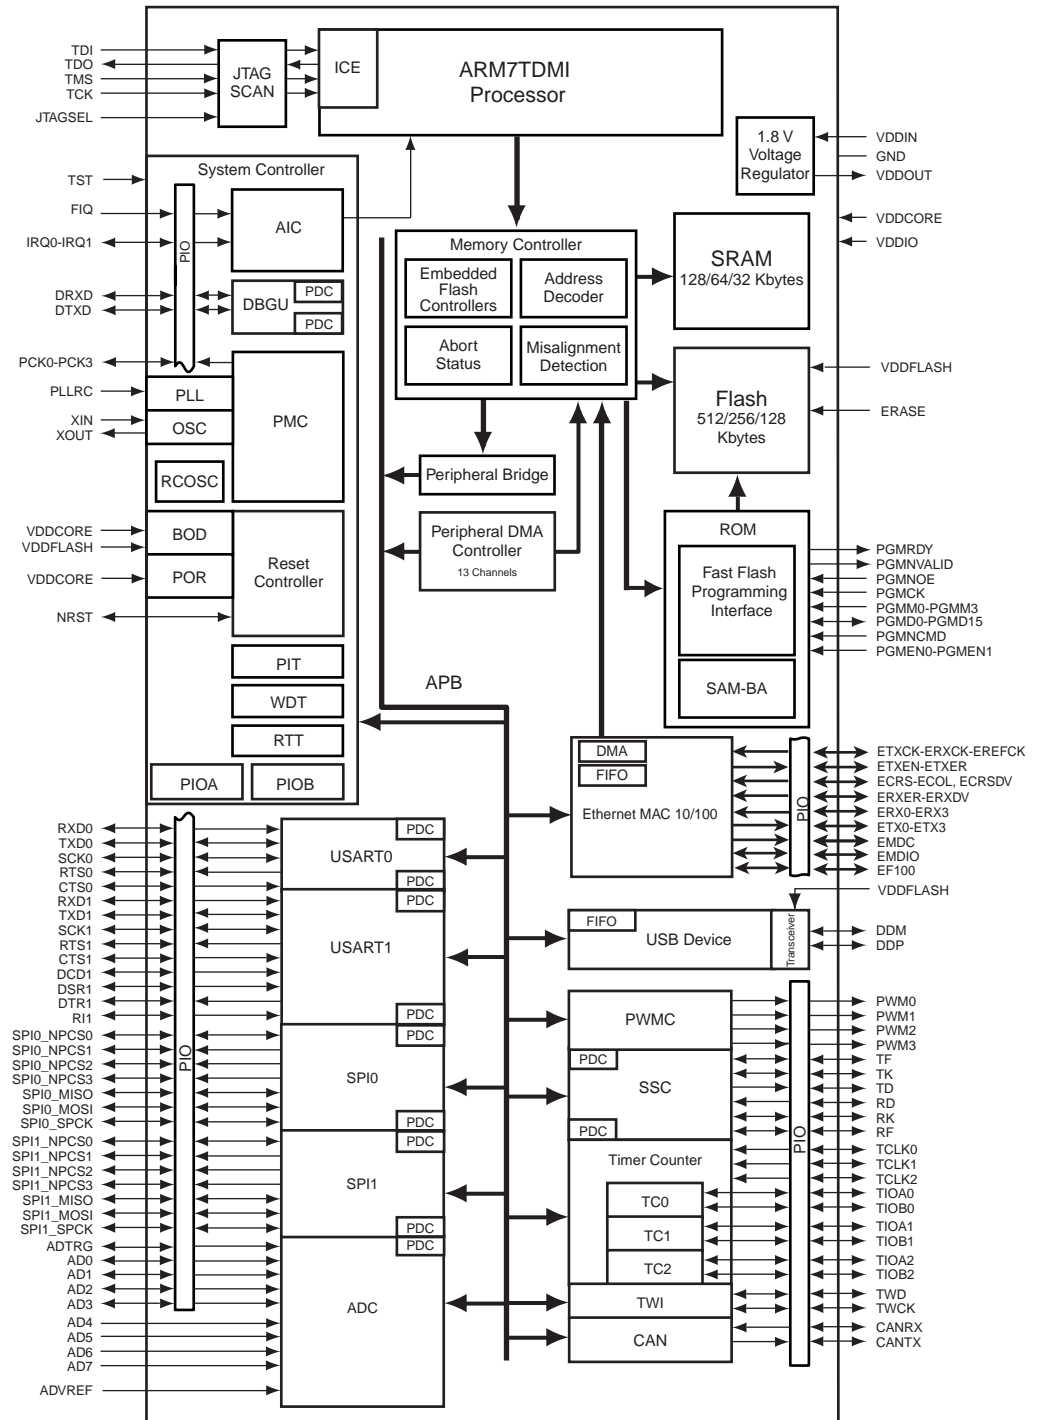 TDI
TDO
TMS
TCK
JTAGSEL
JTAG
SCAN
ICE
ARM7TDMI
Processor
1.8 V
Voltage
Regulator
VDDIN
GND
VDDOUT
VDDCORE
VDDIO
System Controller
TST
FIQ
IRQ0-IRQ1
PIO
AIC
DRXD
DTXD
DBGU
PDC
PDC
PCK0-PCK3
PLLRC
PLL
XIN
XOUT
OSC
PMC
RCOSC
VDDCORE
VDDFLASH
BOD
VDDCORE
POR
Reset
Controller
NRST
PIT
WDT
RTT
PIOA
PIOB
Memory Controller
Embedded
Flash
Controllers
Address
Decoder
Abort
Status
Misalignment
Detection
SRAM
128/64/32 Kbytes
Flash
512/256/128
Kbytes
VDDFLASH
ERASE
Peripheral Bridge
Peripheral DMA
Controller
13 Channels
ROM
Fast Flash
Programming
Interface
SAM-BA
PGMRDY
PGMNVALID
PGMNOE
PGMCK
PGMM0-PGMM3
PGMD0-PGMD15
PGMNCMD
PGMEN0-PGMEN1
APB
DMA
FIFO
Ethernet MAC 10/100
PIO
ETXCK-ERXCK-EREFCK
ETXEN-ETXER
ECRS-ECOL, ECRSDV
ERXER-ERXDV
ERX0-ERX3
ETX0-ETX3
EMDC
EMDIO
EF100
VDDFLASH
FIFO
USB Device
Transceiver
DDM
DDP
RXD0
TXD0
SCK0
RTS0
CTS0
RXD1
TXD1
SCK1
RTS1
CTS1
DCD1
DSR1
DTR1
RI1
SPI0_NPCS0
SPI0_NPCS1
SPI0_NPCS2
SPI0_NPCS3
SPI0_MISO
SPI0_MOSI
SPI0_SPCK
SPI1_NPCS0
SPI1_NPCS1
SPI1_NPCS2
SPI1_NPCS3
SPI1_MISO
SPI1_MOSI
SPI1_SPCK
ADTRG
AD0
AD1
AD2
AD3
AD4
AD5
AD6
AD7
ADVREF
PIO
PDC
USART0
PDC
PDC
USART1
PDC
PDC
SPI0
PDC
PDC
SPI1
PDC
PDC
ADC
PWMC
PDC
SSC
PDC
Timer Counter
TC0
TC1
TC2
TWI
CAN
PIO
PWM0
PWM1
PWM2
PWM3
TF
TK
TD
RD
RK
RF
TCLK0
TCLK1
TCLK2
TIOA0
TIOB0
TIOA1
TIOB1
TIOA2
TIOB2
TWD
TWCK
CANRX
CANTX